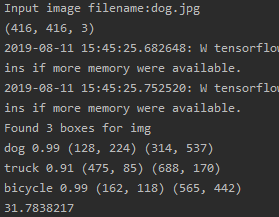 Input image filename:dog.jpg
(416, 416, 3)
2019-08-11 15:45:25.682648: W tensorflow
ins if more memory were available.
2019-08-11 15:45:25.752520: W tensorflow
ins if more memory were available.
Found 3 boxes for img
dog 0.99 (128, 224) (314, 537)
truck 0.91 (475, 85) (688, 170)
bicycle 0.99 (162, 118) (565, 442)
31.7838217